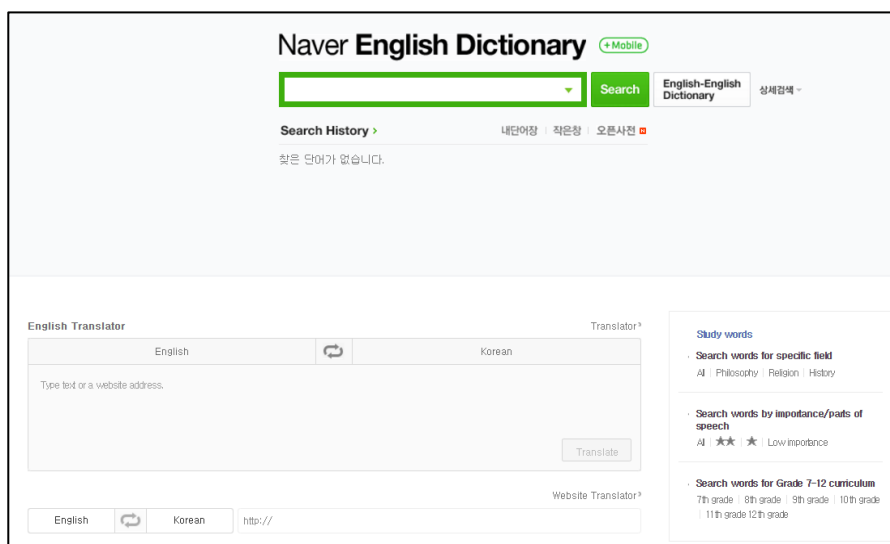 Naver English Dictionary +Mobile
Search
English-English
Dictionary
상세검색
Search History >
내단어장 | 작은창 | 오픈사전
찾은 단어가 없습니다.
English Translator
Translator >
English
Korean
Type text or a website address.
Translate
Website Translator >
English
Korean
http://
Study words
· Search words for specific field
All | Philosophy | Religion | History
· Search words by importance/parts of
speech
All | ★★ | ★ | Low importance
· Search words for Grade 7-12 curriculum
7th grade | 8th grade | 9th grade | 10th grade
| 11th grade 12th grade